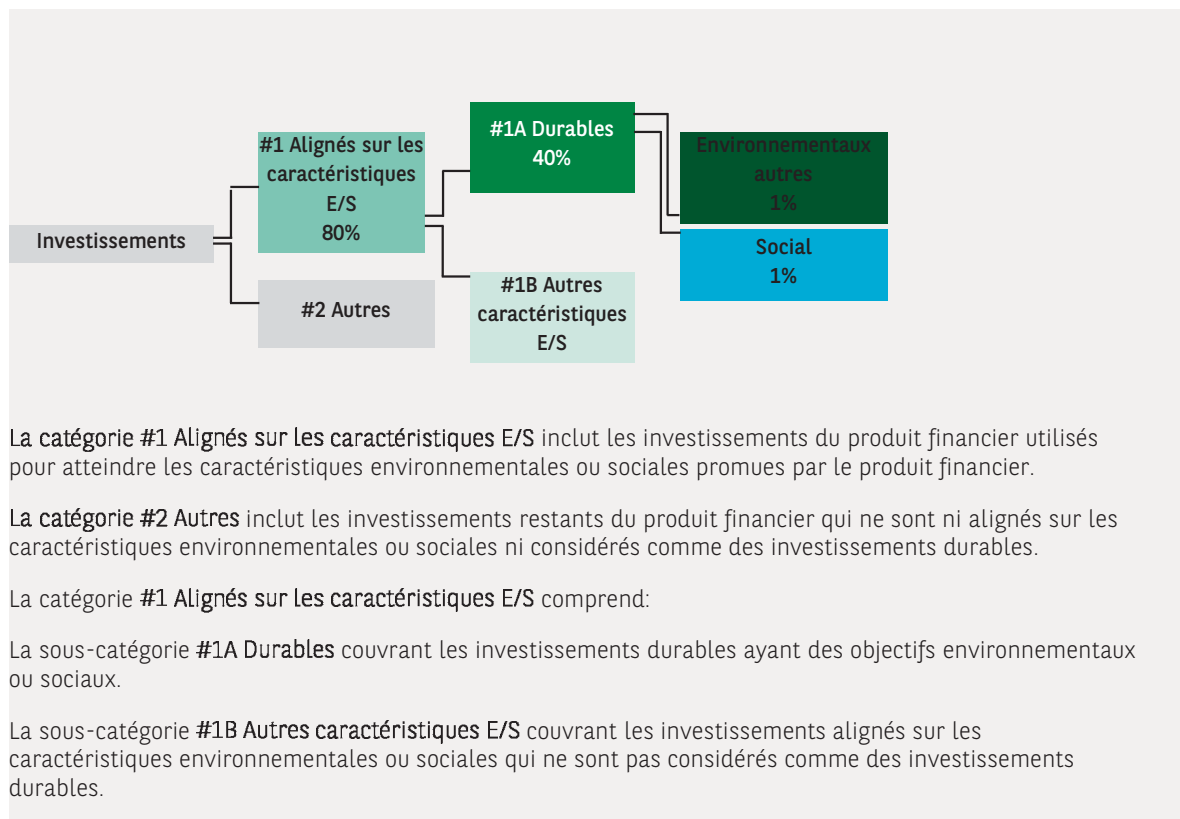 #1A Durables
40%
#1 Alignés sur les
caractéristiques
E/S
80%
Environnementaux
autres
1%
Investissements
Social
1%
#2 Autres
#1B Autres
caractéristiques
E/S
La catégorie #1 Alignés sur les caractéristiques E/S inclut les investissements du produit financier utilisés
pour atteindre les caractéristiques environnementales ou sociales promues par le produit financier.
La catégorie #2 Autres inclut les investissements restants du produit financier qui ne sont ni alignés sur les
caractéristiques environnementales ou sociales ni considérés comme des investissements durables.
La catégorie #1 Alignés sur les caractéristiques E/S comprend:
La sous-catégorie #1A Durables couvrant les investissements durables ayant des objectifs environnementaux
ou sociaux.
La sous-catégorie #1B Autres caractéristiques E/S couvrant les investissements alignés sur les
caractéristiques environnementales ou sociales qui ne sont pas considérés comme des investissements
durables.